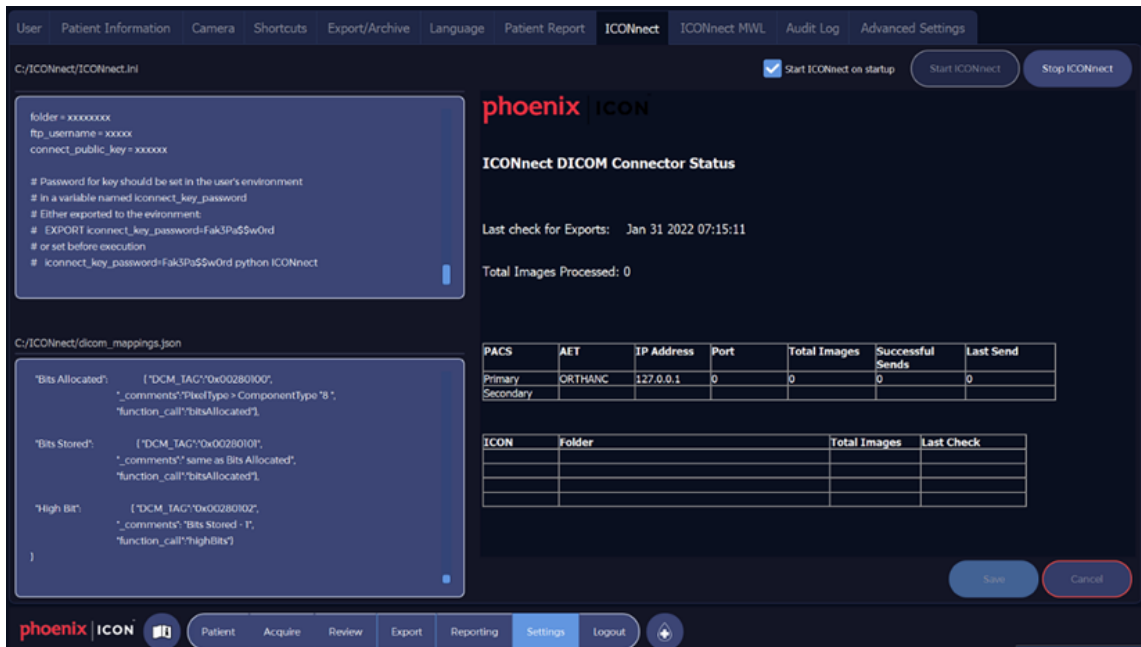 User Patient Information Camera Shortcuts Export/Archive Language Patient Report ICONnect ICONnect MWL Audit Log Advanced Settings
C:/ICONnect/ICONnect.ini
Start ICONnect on startup
Start ICONnect
Stop ICONnect
folder = xxxxxxxx
ftp_username = xxxxx
connect_public_key = xxxxxx
# Password for key should be set in the user's environment
# in a variable named iconnect_key_password
# Either exported to the evironment:
# EXPORT iconnect_key_password=Fak3Pa$$w0rd
# or set before execution
# iconnect_key_password=Fak3Pa$$w0rd python ICONnect
C:/ICONnect/dicom_mappings.json
"Bits Allocated": { "DCM_TAG":"0x00280100",
"_comments":"PixelType > ComponentType "8 ",
"function_call":"bitsAllocated"},
"Bits Stored": { "DCM_TAG":"0x00280101",
"_comments":" same as Bits Allocated",
"function_call":"bitsAllocated"},
"High Bit": { "DCM_TAG":"0x00280102",
"_comments": "Bits Stored - 1",
"function_call":"highBits"}
}
phoenix | ICON
ICONnect DICOM Connector Status
Last check for Exports: Jan 31 2022 07:15:11
Total Images Processed: 0
PACS AET IP Address Port Total Images Successful Sends Last Send
Primary ORTHANC 127.0.0.1 0 0 0 0
Secondary
ICON Folder Total Images Last Check
Save
Cancel
phoenix | ICON
Patient Acquire Review Export Reporting Settings Logout